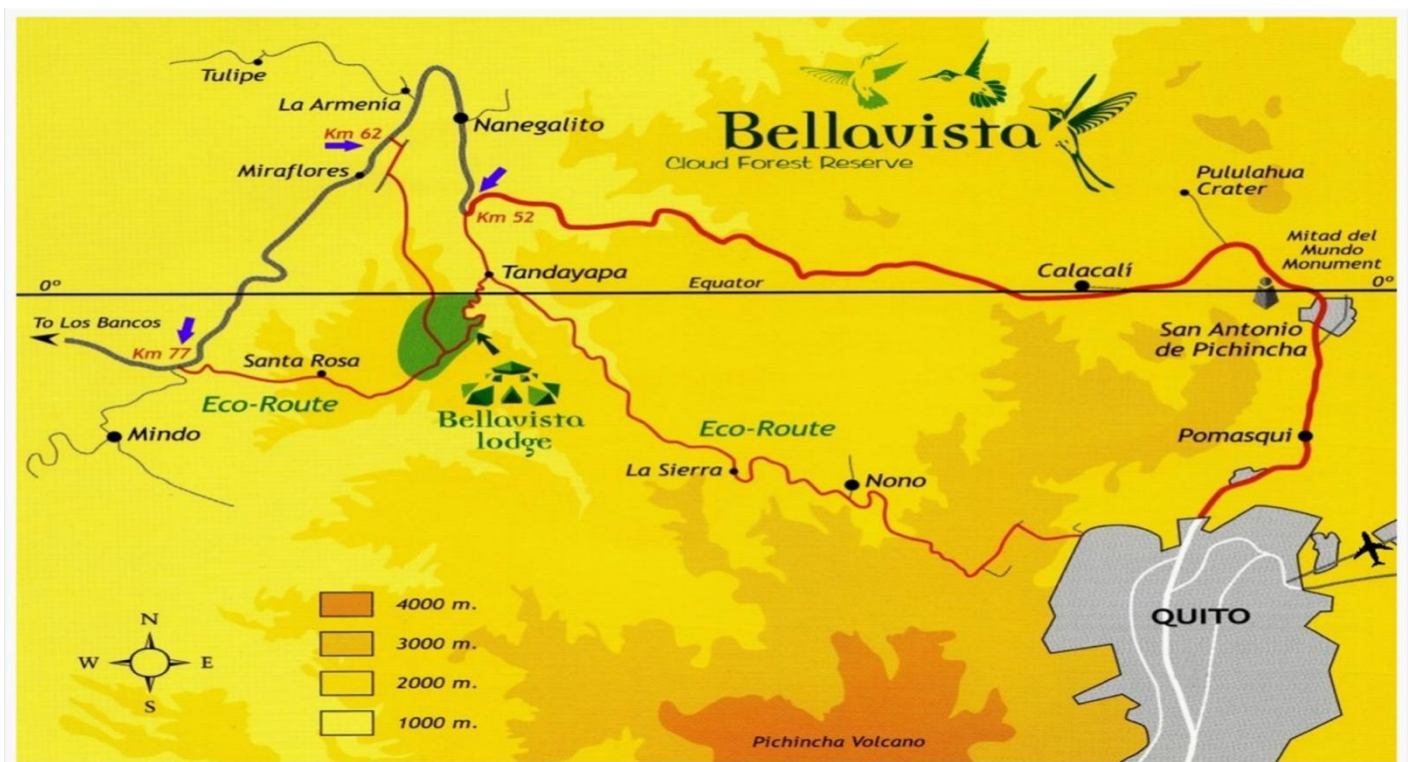 Tulipe
La Armenía
Nanegalito
Km 62
Miraflores
Bellavista
Cloud Forest Reserve
Pululahua
Crater
Km 52
Mitad del
Mundo
Monument
Tandayapa
Calacalí
Equator
0°
0°
To Los Bancos
Km 77
Santa Rosa
San Antonio
de Pichincha
Eco-Route
Bellavista
lodge
Mindo
Eco-Route
Pomasqui
La Sierra
Nono
QUITO
4000 m.
3000 m.
2000 m.
1000 m.
N
W
E
S
Pichincha Volcano